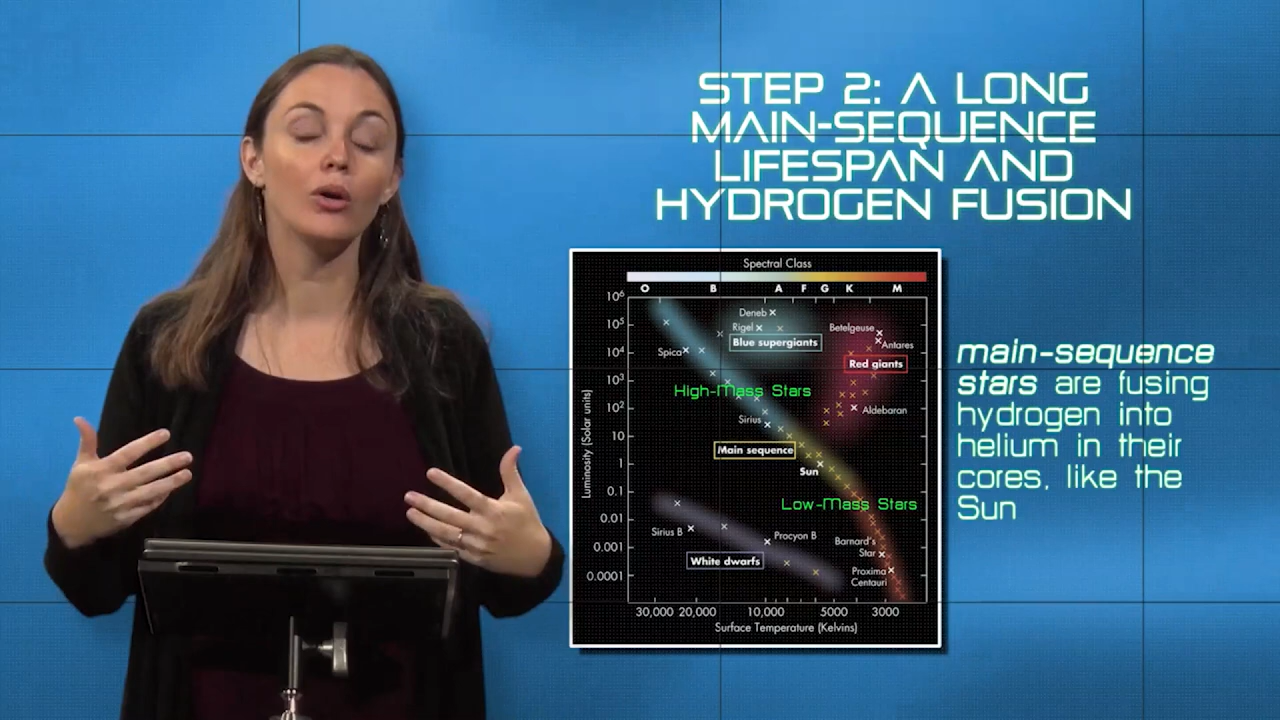 STEP 2: A LONG
MAIN-SEQUENCE
LIFESPAN AND
HYDROGEN FUSION
Spectral Class
O B A F G K M
10⁶
10⁵
10⁴
10³
10²
10
1
0.1
0.01
0.001
0.0001
Luminosity (Solar units)
Deneb
Rigel
Blue supergiants
Betelgeuse
Antares
Red giants
Spica
High-Mass Stars
Aldebaran
Sirius
Main sequence
Sun
Low-Mass Stars
Sirius B
Procyon B
White dwarfs
Barnard's
Star
Proxima
Centauri
30,000 20,000 10,000 5000 3000
Surface Temperature (Kelvins)
main-sequence
stars are fusing
hydrogen into
helium in their
cores, like the
Sun